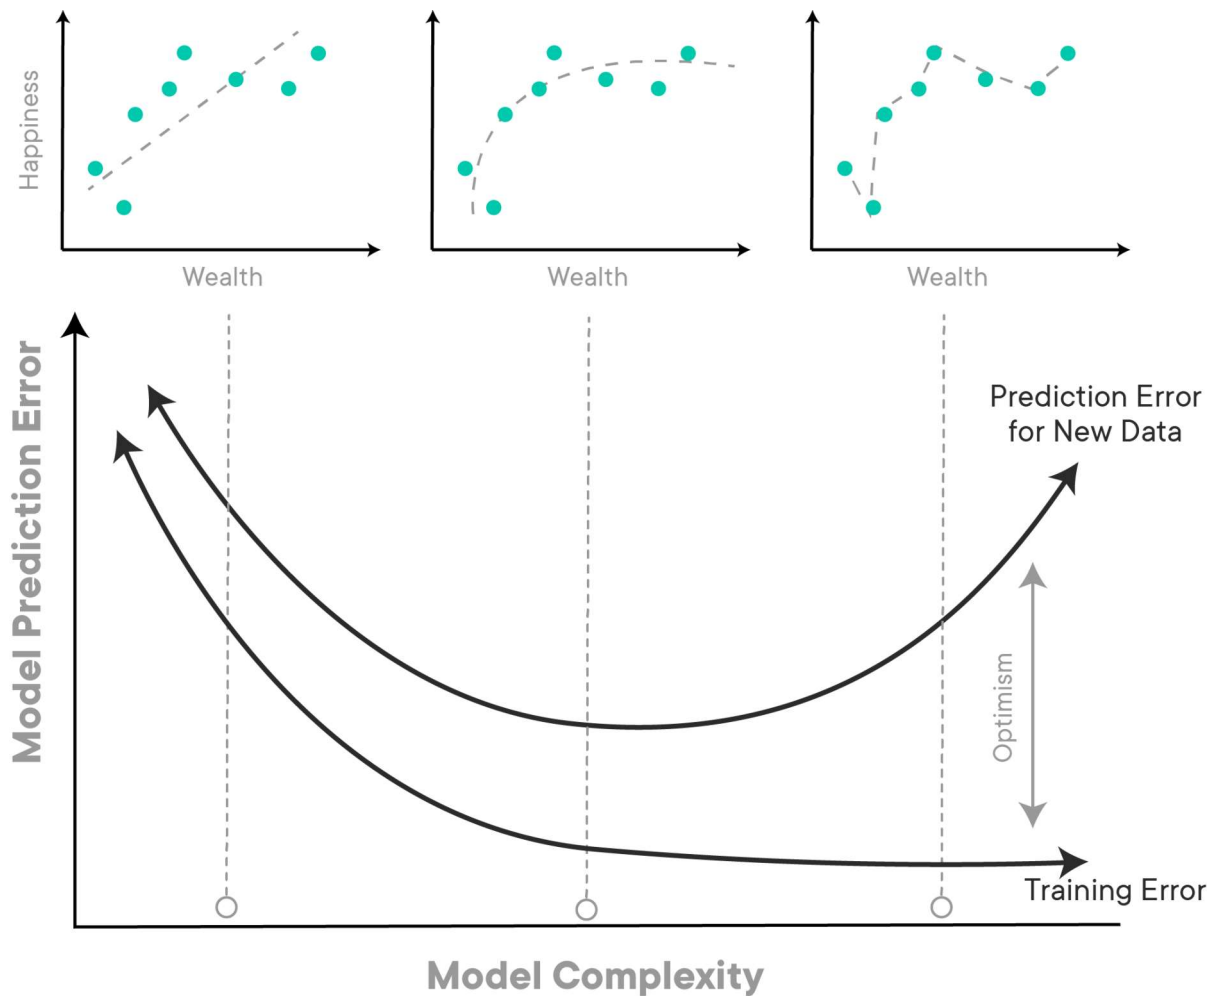 Happiness
Wealth
Wealth
Wealth
Model Prediction Error
Prediction Error
for New Data
Optimism
Training Error
Model Complexity